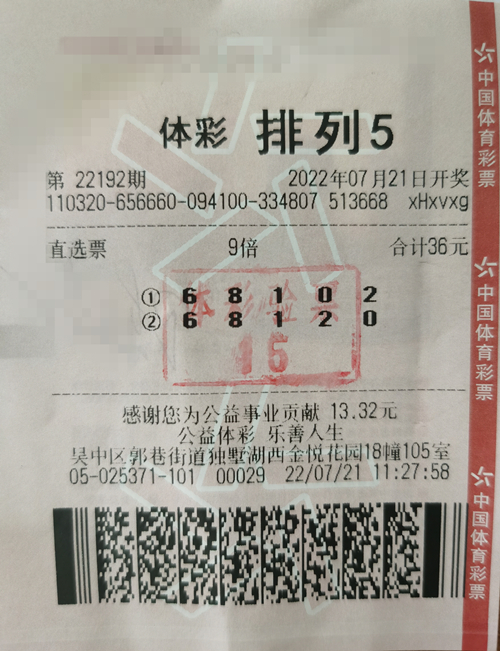 体彩 排列5
第 22192期 2022年07月21日开奖
110320-656660-094100-334807 513668 xHxvxg
直选票 9倍 合计36元
① 6 8 1 0 2
② 6 8 1 2 0
体彩验票
15
感谢您为公益事业贡献 13.32元
公益体彩 乐善人生
吴中区郭巷街道独墅湖西金悦花园18幢105室
05-025371-101 00029 22/07/21 11:27:58
中国体育彩票
中国体育彩票
中国体育彩票